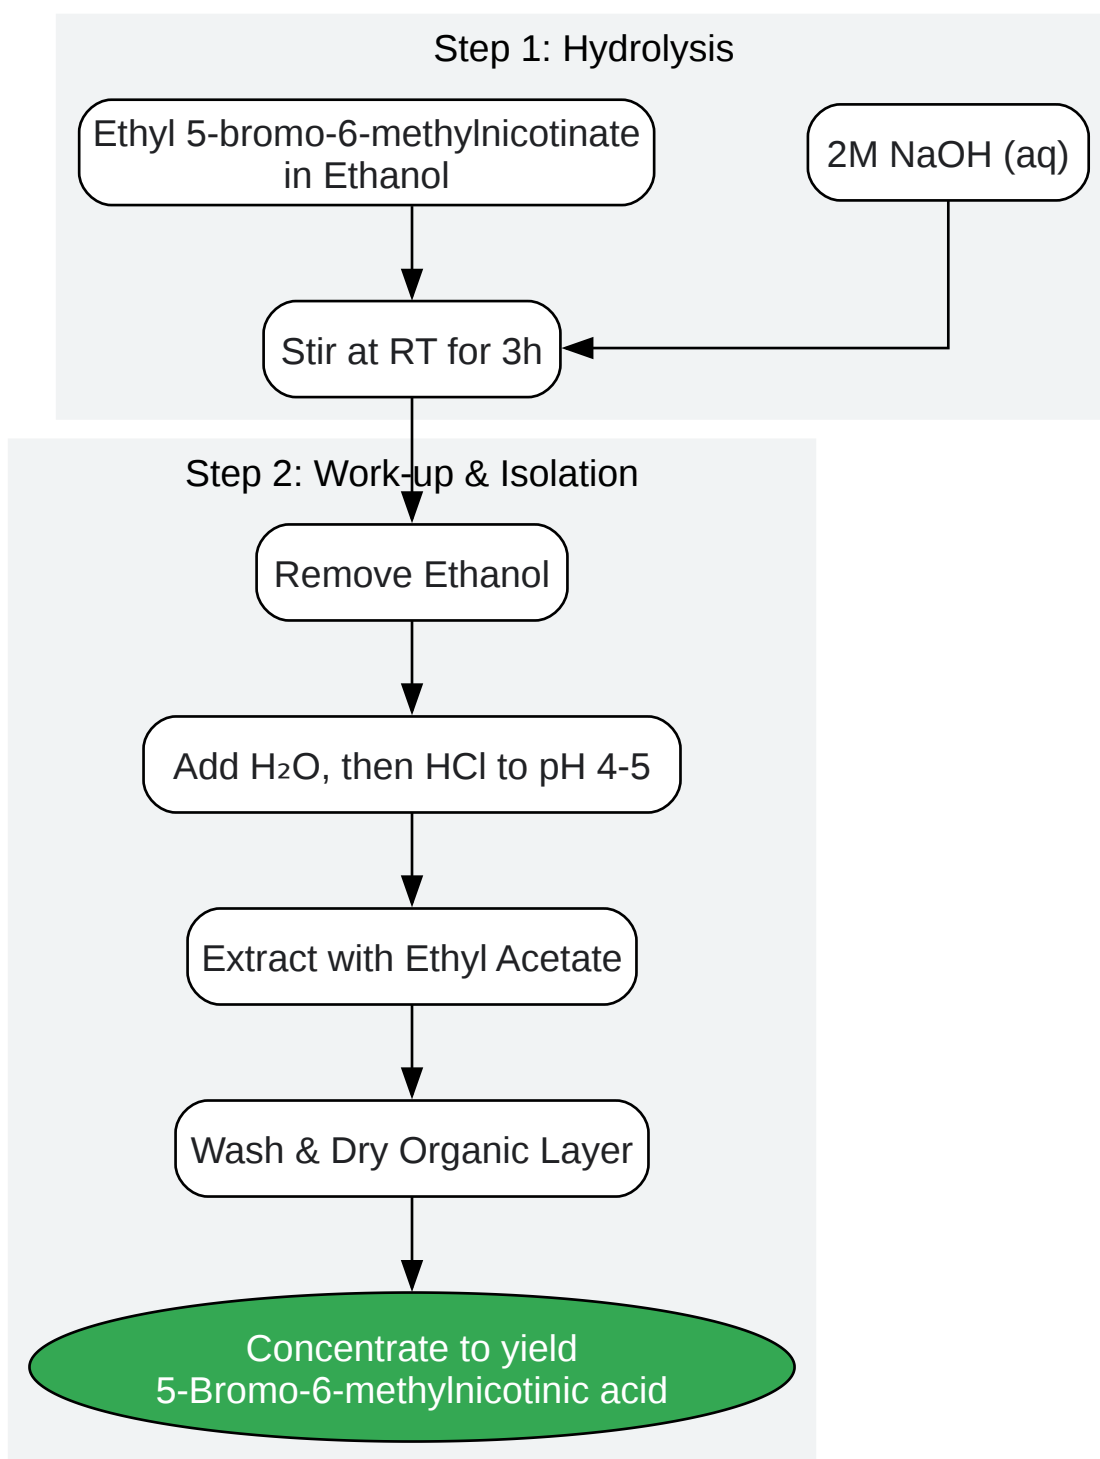 Step 1: Hydrolysis
Ethyl 5-bromo-6-methylnicotinate
in Ethanol
2M NaOH (aq)
Stir at RT for 3h
Step 2: Work-up & Isolation
Remove Ethanol
Add H₂O, then HCl to pH 4-5
Extract with Ethyl Acetate
Wash & Dry Organic Layer
Concentrate to yield
5-Bromo-6-methylnicotinic acid